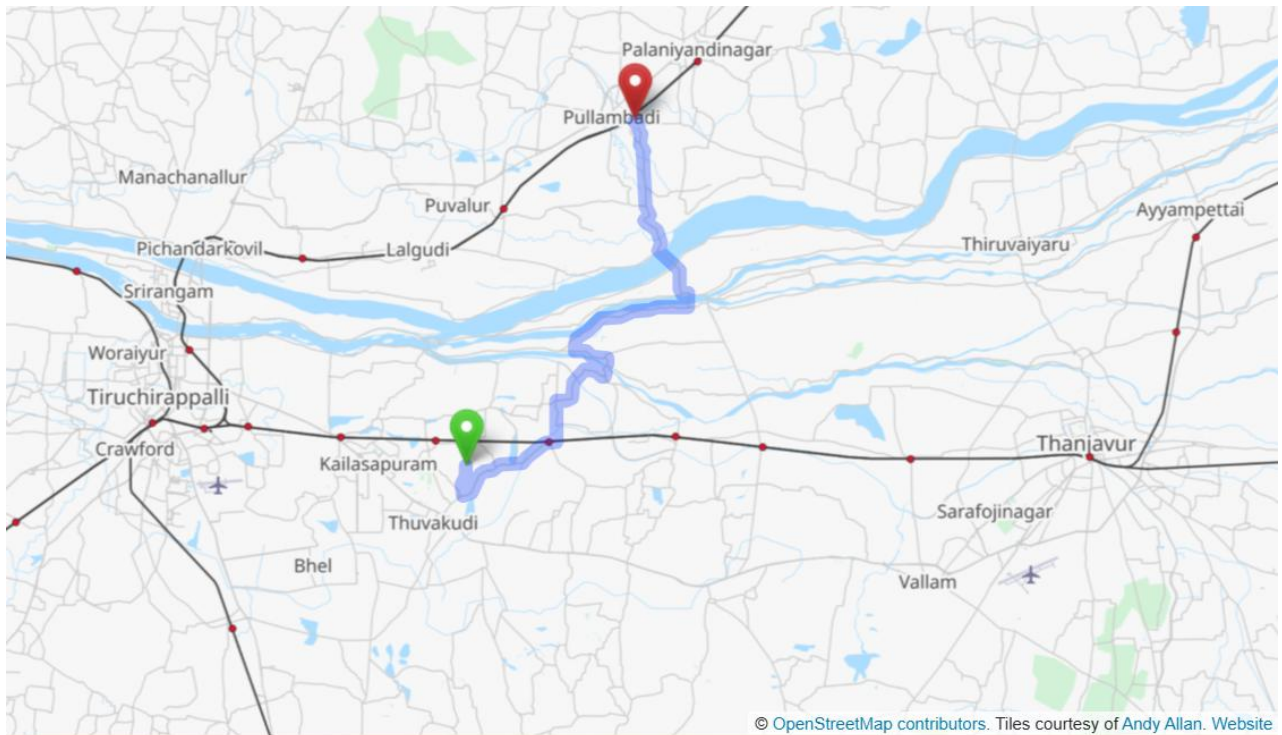 Palaniyandinagar
Pullambadi
Manachanallur
Puvalur
Ayyampettai
Pichandarkovil
Lalgudi
Thiruvaiyaru
Srirangam
Woraiyur
Tiruchirappalli
Crawford
Kailasapuram
Thanjavur
Thuvakudi
Sarafojinagar
Bhel
Vallam
© OpenStreetMap contributors. Tiles courtesy of Andy Allan. Website